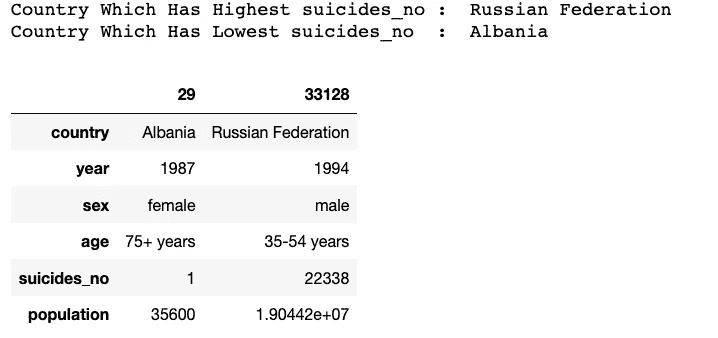 Country Which Has Highest suicides_no :  Russian Federation
Country Which Has Lowest suicides_no  :  Albania
29 33128
country Albania Russian Federation
year 1987 1994
sex female male
age 75+ years 35-54 years
suicides_no 1 22338
population 35600 1.90442e+07